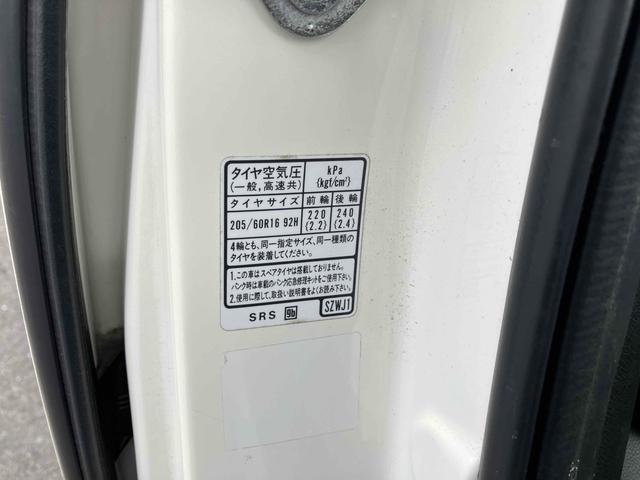 タイヤ空気圧 kPa
(一般,高速共) {kgf/cm²}
タイヤサイズ 前輪 後輪
205/60R16 92H 220 240
{2.2} {2.4}
4輪とも、同一指定サイズ、同一種類の
タイヤを装着してください。
1.この車はスペアタイヤは搭載しておりません。
パンク時は車載のパンク応急修理キットをご使用下さい。
2.使用に際して、取扱い説明書をよくお読み下さい。
SRS 9b SZWJ1